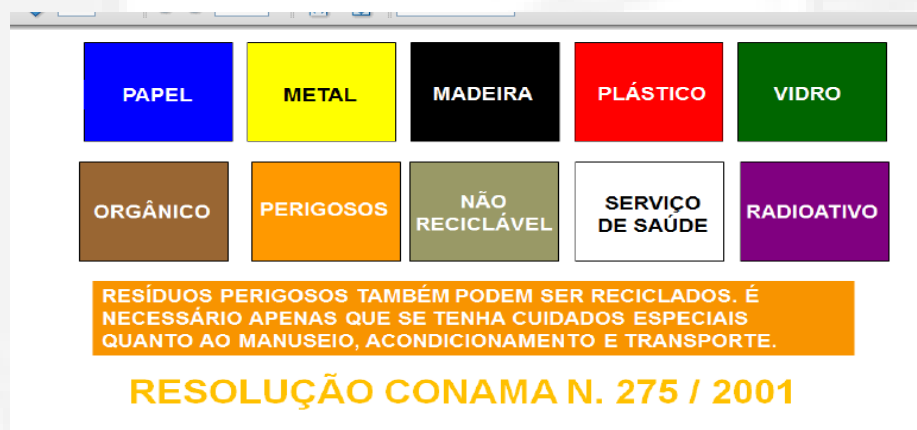 PAPEL
METAL
MADEIRA
PLÁSTICO
VIDRO
ORGÂNICO
PERIGOSOS
NÃO
RECICLÁVEL
SERVIÇO
DE SAÚDE
RADIOATIVO
RESÍDUOS PERIGOSOS TAMBÉM PODEM SER RECICLADOS. É
NECESSÁRIO APENAS QUE SE TENHA CUIDADOS ESPECIAIS
QUANTO AO MANUSEIO, ACONDICIONAMENTO E TRANSPORTE.
RESOLUÇÃO CONAMA N. 275 / 2001